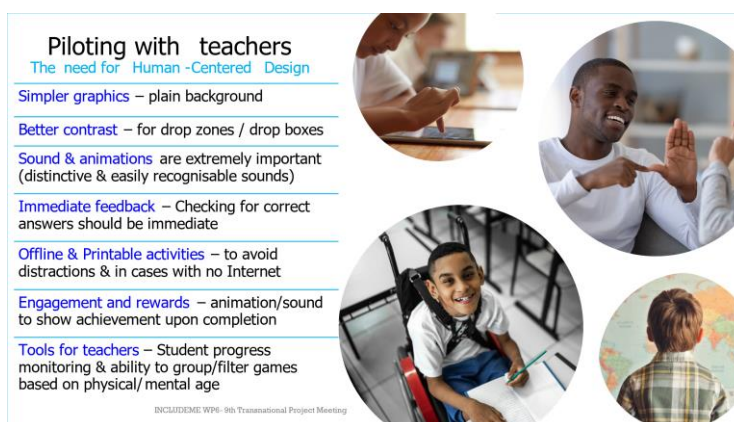 Piloting with teachers
The need for Human -Centered Design
Simpler graphics – plain background
Better contrast – for drop zones / drop boxes
Sound & animations are extremely important
(distinctive & easily recognisable sounds)
Immediate feedback – Checking for correct
answers should be immediate
Offline & Printable activities – to avoid
distractions & in cases with no Internet
Engagement and rewards – animation/sound
to show achievement upon completion
Tools for teachers – Student progress
monitoring & ability to group/filter games
based on physical/mental age
INCLUDEME WP6- 9th Transnational Project Meeting